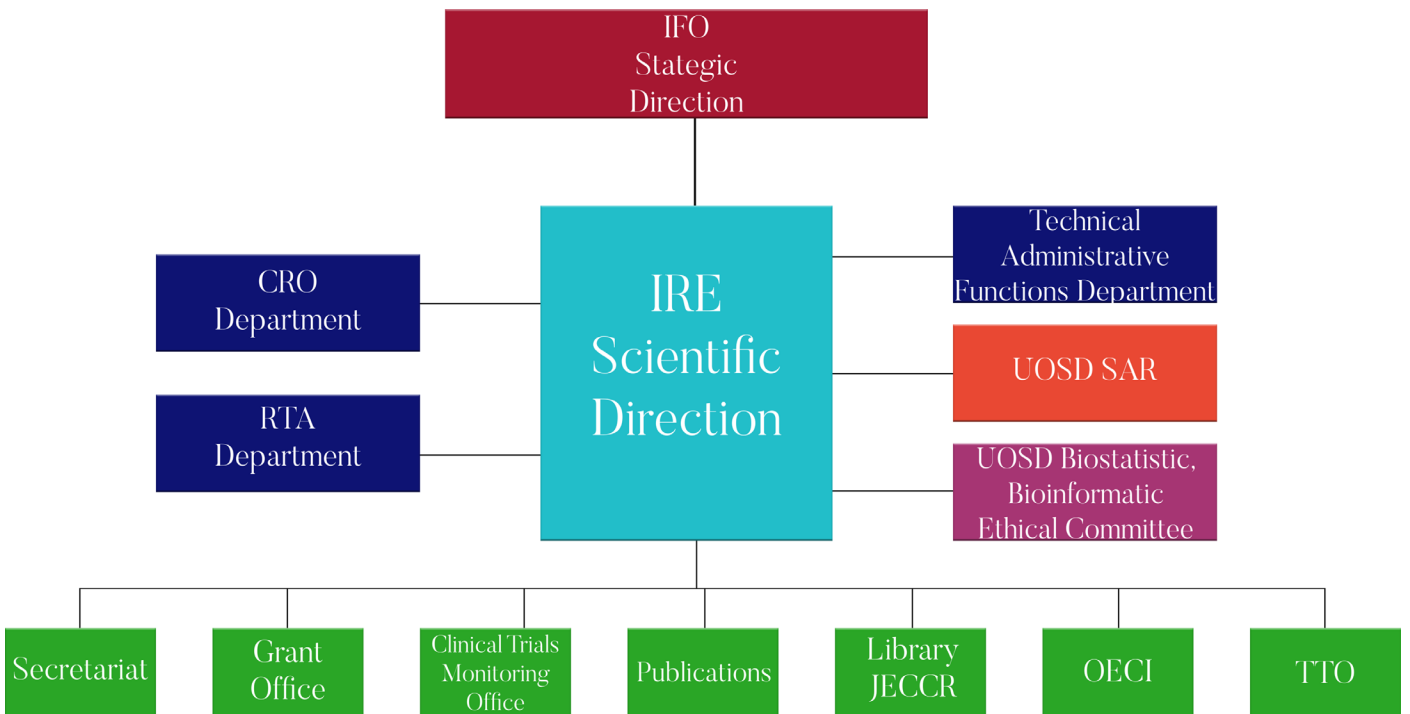 IFO
Stategic
Direction
CRO
Department
RTA
Department
IRE
Scientific
Direction
Technical
Administrative
Functions Department
UOSD SAR
UOSD Biostatistic,
Bioinformatic
Ethical Committee
Secretariat
Grant
Office
Clinical Trials
Monitoring
Office
Publications
Library
JECCR
OECI
TTO